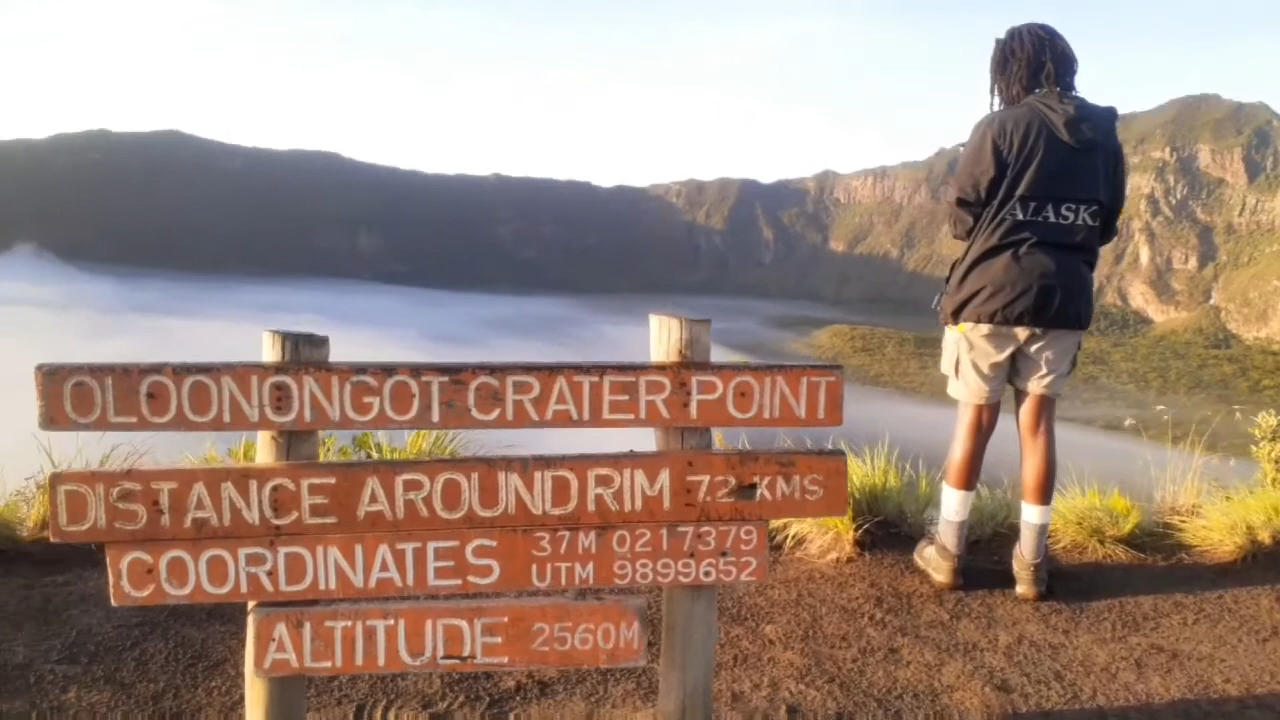 OLOONONGOT CRATER POINT
DISTANCE AROUND RIM 7.2 KMS
COORDINATES 37M 0217379
UTM 9899652
ALTITUDE 2560M
ALASK